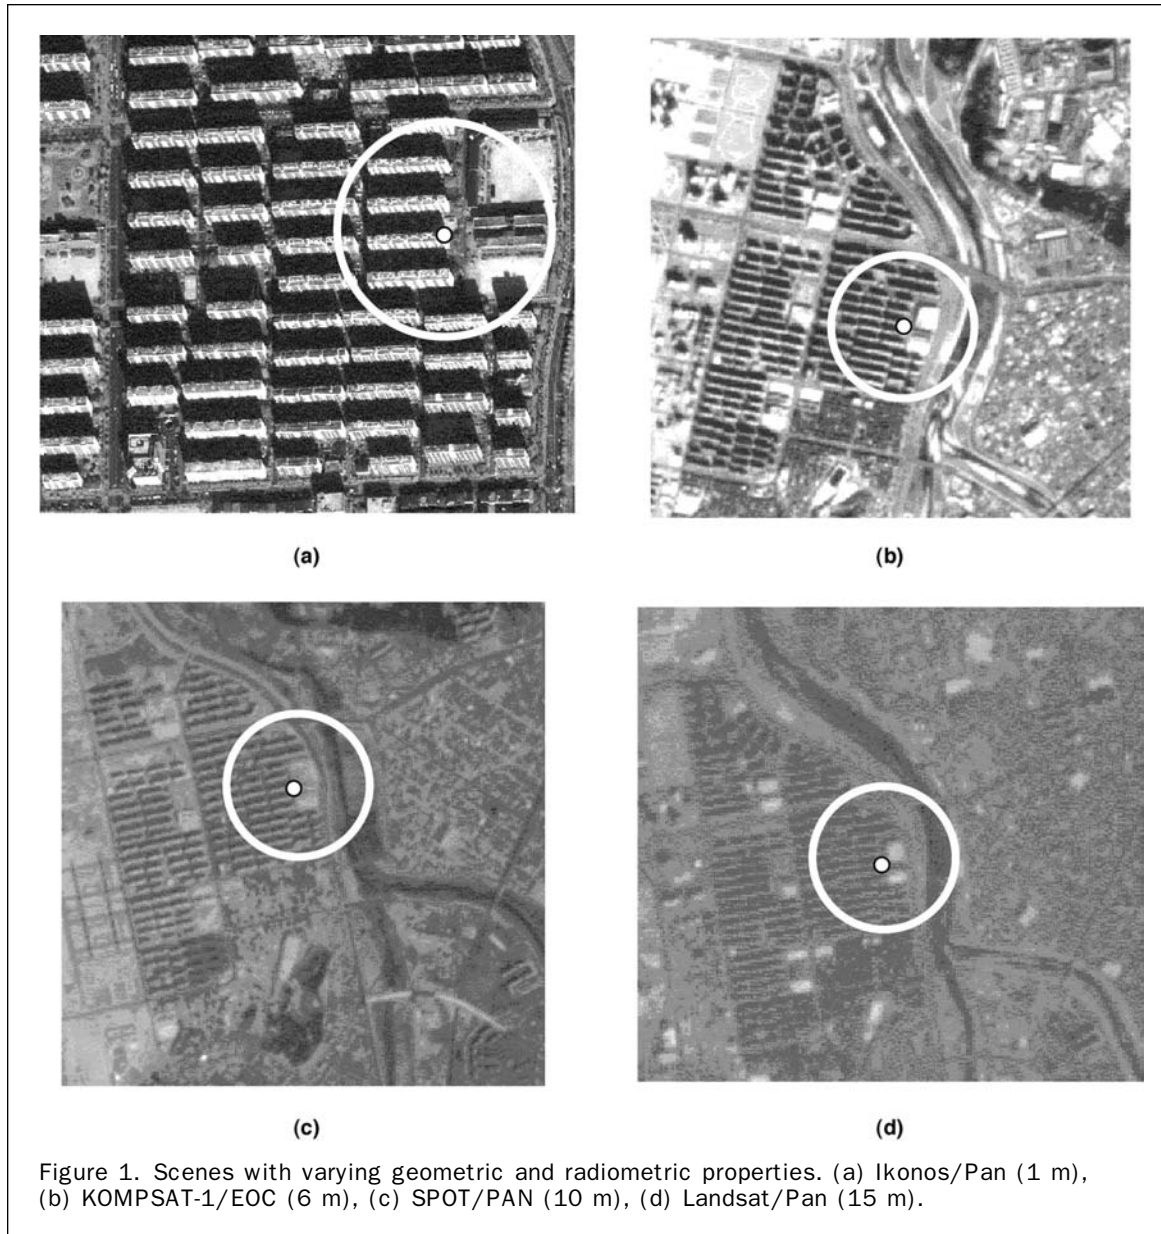 (a)
(b)
(c)
(d)
Figure 1. Scenes with varying geometric and radiometric properties. (a) Ikonos/Pan (1 m),
(b) KOMPSAT-1/EOC (6 m), (c) SPOT/PAN (10 m), (d) Landsat/Pan (15 m).